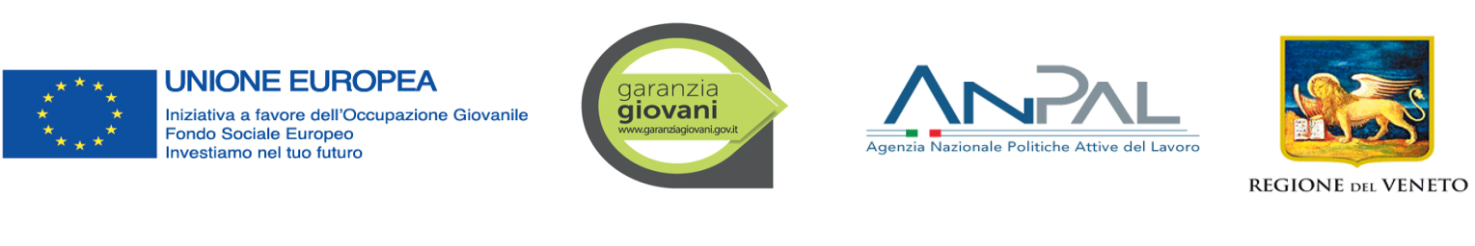 UNIONE EUROPEA
Iniziativa a favore dell'Occupazione Giovanile
Fondo Sociale Europeo
Investiamo nel tuo futuro
garanzia
giovani
www.garanziagiovani.gov.it
ANPAL
Agenzia Nazionale Politiche Attive del Lavoro
REGIONE DEL VENETO